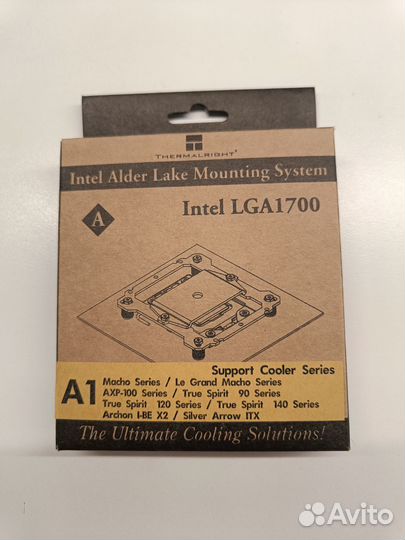 THERMALRIGHT®
Intel Alder Lake Mounting System
A
Intel LGA1700
Support Cooler Series
A1
Macho Series / Le Grand Macho Series
AXP-100 Series / True Spirit 90 Series
True Spirit 120 Series / True Spirit 140 Series
Archon I-BE X2 / Silver Arrow ITX
The Ultimate Cooling Solutions!
Avito